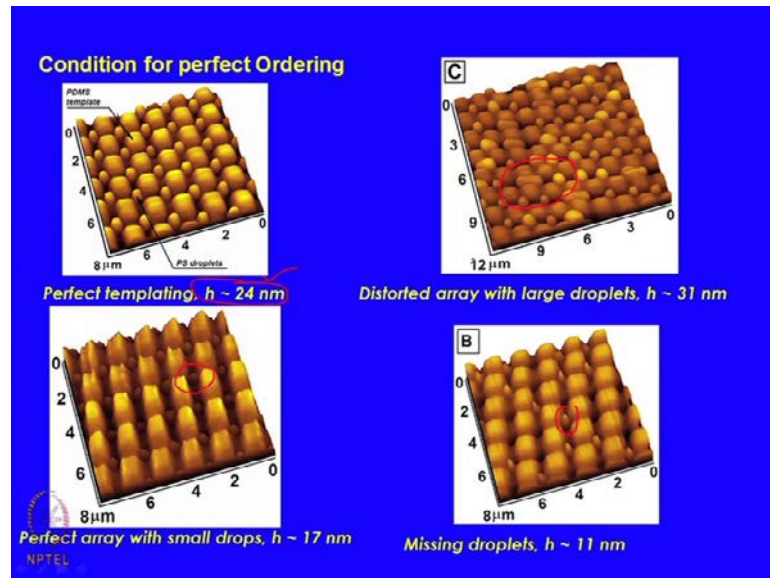 Condition for perfect Ordering
PDMS
template
0
2
4
6
8μm
6
4
2
0
PS droplets
Perfect templating, h ~ 24 nm
C
0
3
6
9
12 μm
9
6
3
0
Distorted array with large droplets, h ~ 31 nm
0
2
4
6
8μm
6
4
2
0
Perfect array with small drops, h ~ 17 nm
B
0
2
4
6
8μm
6
4
2
0
Missing droplets, h ~ 11 nm
NPTEL